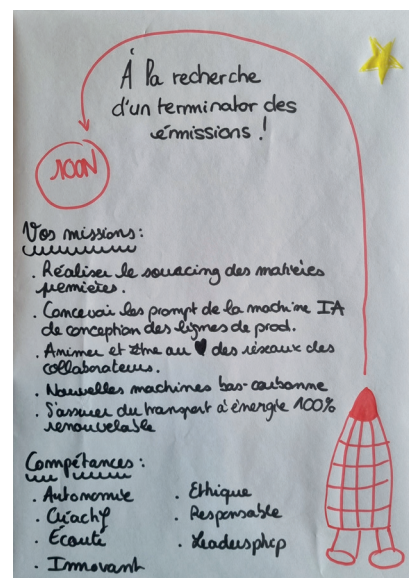 À la recherche
d'un terminator des
émissions !
100N
Vos missions :
. Réaliser le sourcing des matières
premières.
. Concevoir les prompt de la machine IA
de conception des lignes de prod.
. Animer et être au ♥ des réseaux des
collaborateurs.
. Nouvelles machines bas-carbonne
. S'assurer du transport à énergie 100%
renouvelable
Compétences :
. Autonomie
. Créatif
. Écoute
. Innovant
. Ethique
. Responsable
. Leadership